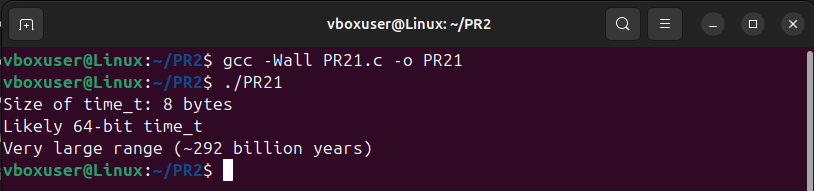 vboxuser@Linux: ~/PR2
vboxuser@Linux:~/PR2$ gcc -Wall PR21.c -o PR21
vboxuser@Linux:~/PR2$ ./PR21
Size of time_t: 8 bytes
Likely 64-bit time_t
Very large range (~292 billion years)
vboxuser@Linux:~/PR2$